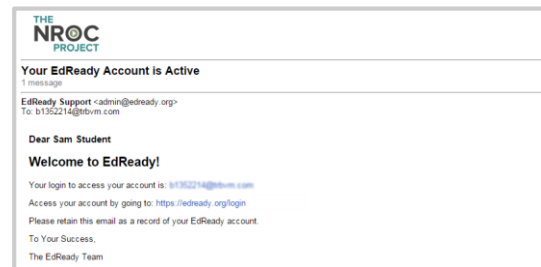 THE
NROC
PROJECT
Your EdReady Account is Active
1 message
EdReady Support <admin@edready.org>
To: b1352214@trbvm.com
Dear Sam Student
Welcome to EdReady!
Your login to access your account is: b1352214@trbvm.com
Access your account by going to: https://edready.org/login
Please retain this email as a record of your EdReady account.
To Your Success,
The EdReady Team